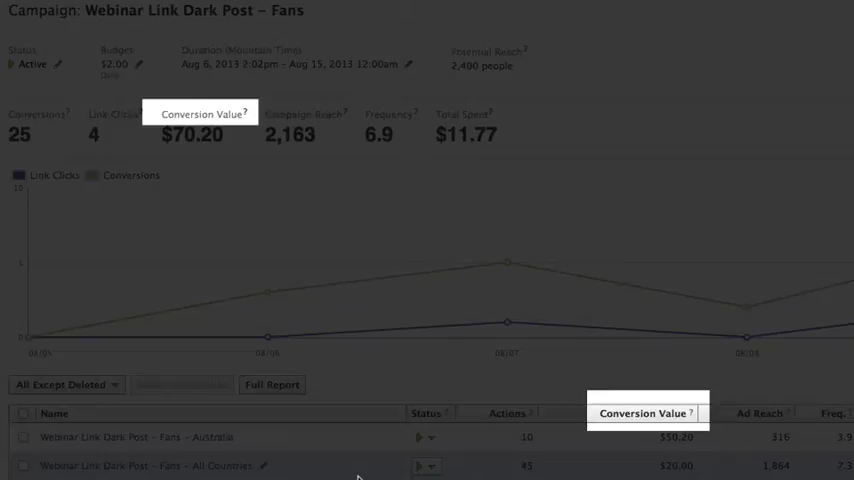 Campaign: Webinar Link Dark Post – Fans
Status Budget Duration (Mountain Time) Potential Reach?
Active $2.00 Aug 6, 2013 2:02pm – Aug 15, 2013 12:00am 2,400 people
Daily
Conversions? Link Clicks? Conversion Value? Campaign Reach? Frequency? Total Spent?
25 4 $70.20 2,163 6.9 $11.77
Link Clicks Conversions
10
1
0
08/05 08/06 08/07 08/08
All Except Deleted Full Report
Name Status ? Actions ? Conversion Value ? Ad Reach ? Freq. ?
Webinar Link Dark Post – Fans – Australia 10 $50.20 316 3.9
Webinar Link Dark Post – Fans – All Countries 45 $20.00 1,864 7.3